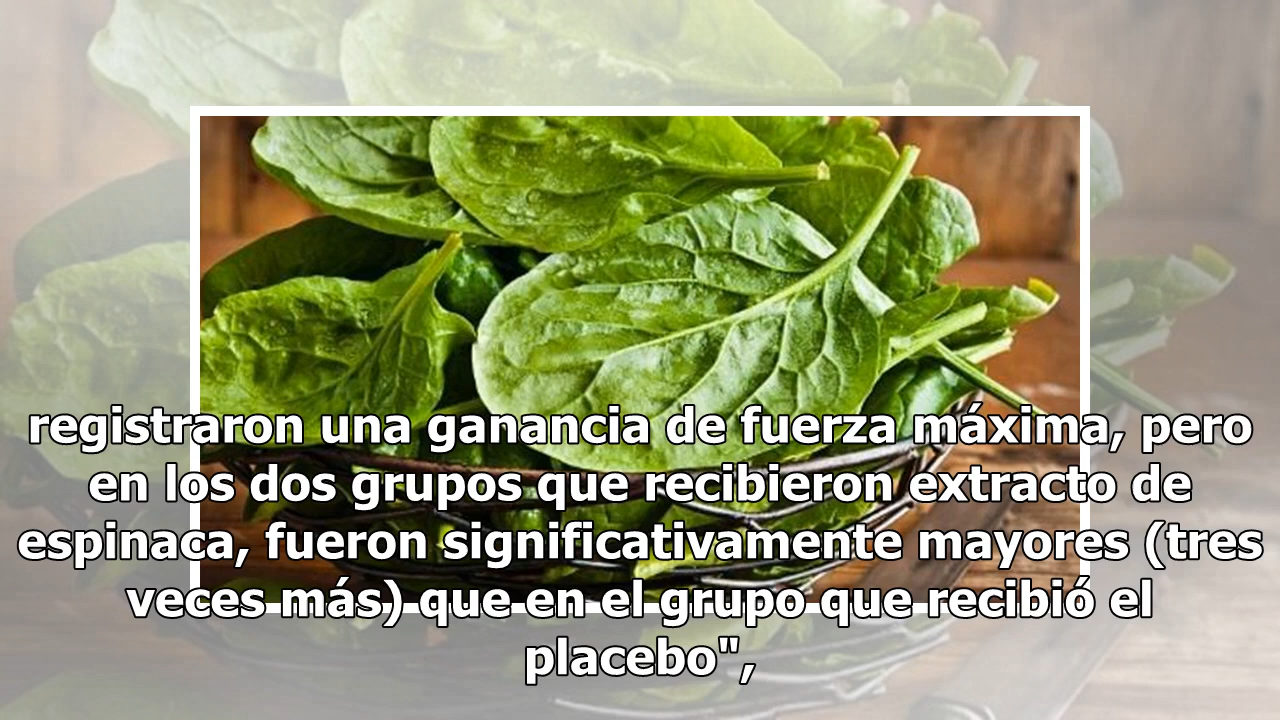 registraron una ganancia de fuerza máxima, pero
en los dos grupos que recibieron extracto de
espinaca, fueron significativamente mayores (tres
veces más) que en el grupo que recibió el
placebo",